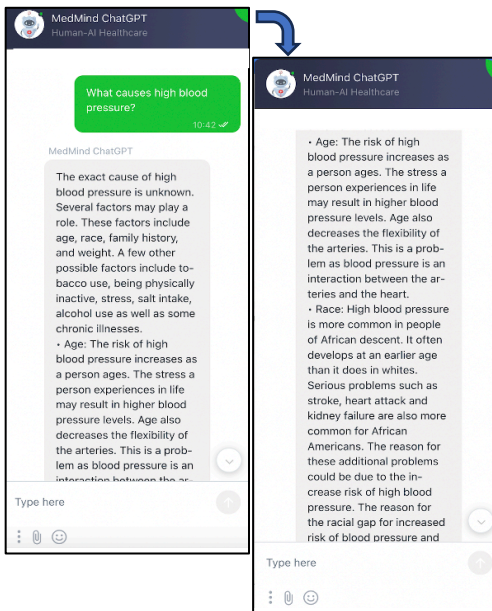 MedMind ChatGPT
Human-AI Healthcare
What causes high blood
pressure?
10:42
MedMind ChatGPT
The exact cause of high
blood pressure is unknown.
Several factors may play a
role. These factors include
age, race, family history,
and weight. A few other
possible factors include to-
bacco use, being physically
inactive, stress, salt intake,
alcohol use as well as some
chronic illnesses.
• Age: The risk of high
blood pressure increases as
a person ages. The stress a
person experiences in life
may result in higher blood
pressure levels. Age also
decreases the flexibility of
the arteries. This is a prob-
lem as blood pressure is an
interaction between the ar-
Type here
MedMind ChatGPT
Human-AI Healthcare
• Age: The risk of high
blood pressure increases as
a person ages. The stress a
person experiences in life
may result in higher blood
pressure levels. Age also
decreases the flexibility of
the arteries. This is a prob-
lem as blood pressure is an
interaction between the ar-
teries and the heart.
• Race: High blood pressure
is more common in people
of African descent. It often
develops at an earlier age
than it does in whites.
Serious problems such as
stroke, heart attack and
kidney failure are also more
common for African
Americans. The reason for
these additional problems
could be due to the in-
crease risk of high blood
pressure. The reason for
the racial gap for increased
risk of blood pressure and
Type here